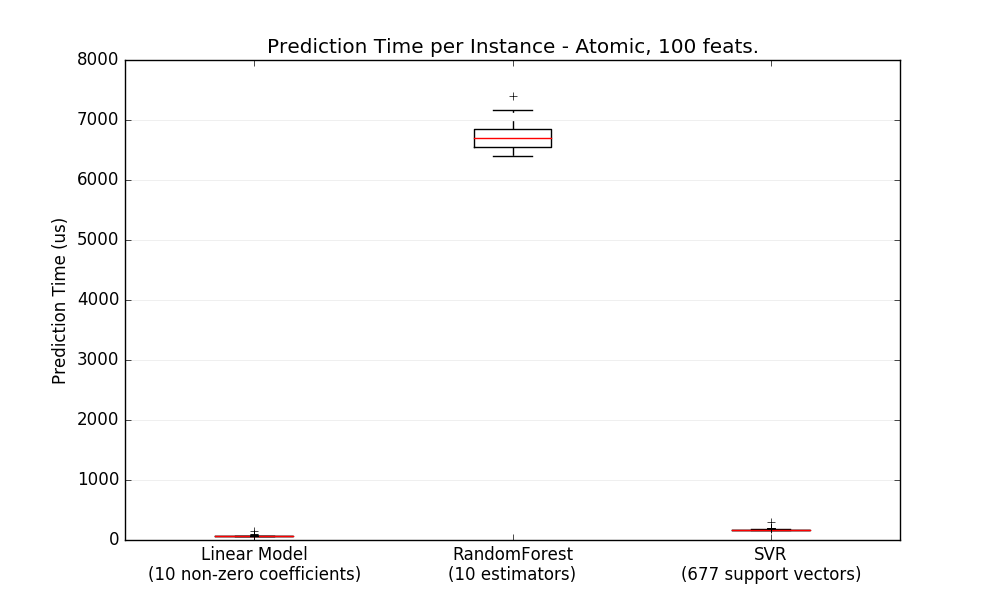 Prediction Time per Instance - Atomic, 100 feats.
8000
7000
6000
5000
4000
3000
2000
1000
0
Prediction Time (us)
Linear Model
(10 non-zero coefficients)
RandomForest
(10 estimators)
SVR
(677 support vectors)